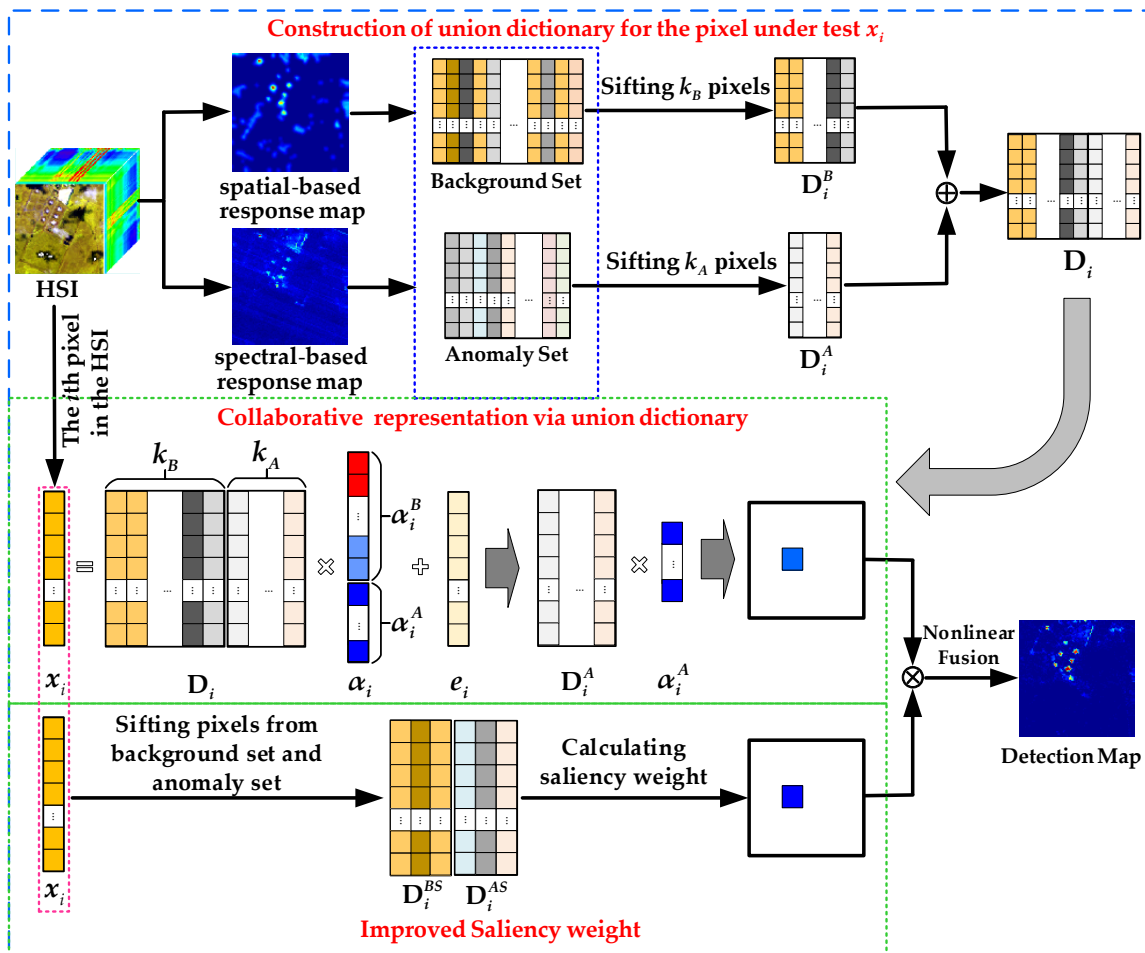 Construction of union dictionary for the pixel under test x_i
Sifting k_B pixels
spatial-based
response map
Background Set
D_i^B
HSI
Sifting k_A pixels
D_i
spectral-based
response map
Anomaly Set
D_i^A
The ith pixel
in the HSI
Collaborative representation via union dictionary
k_B
k_A
α_i^B
α_i^A
=
×
+
×
x_i
D_i
α_i
e_i
D_i^A
α_i^A
Nonlinear
Fusion
Detection Map
Sifting pixels from
background set and
anomaly set
Calculating
saliency weight
x_i
D_i^{BS}
D_i^{AS}
Improved Saliency weight